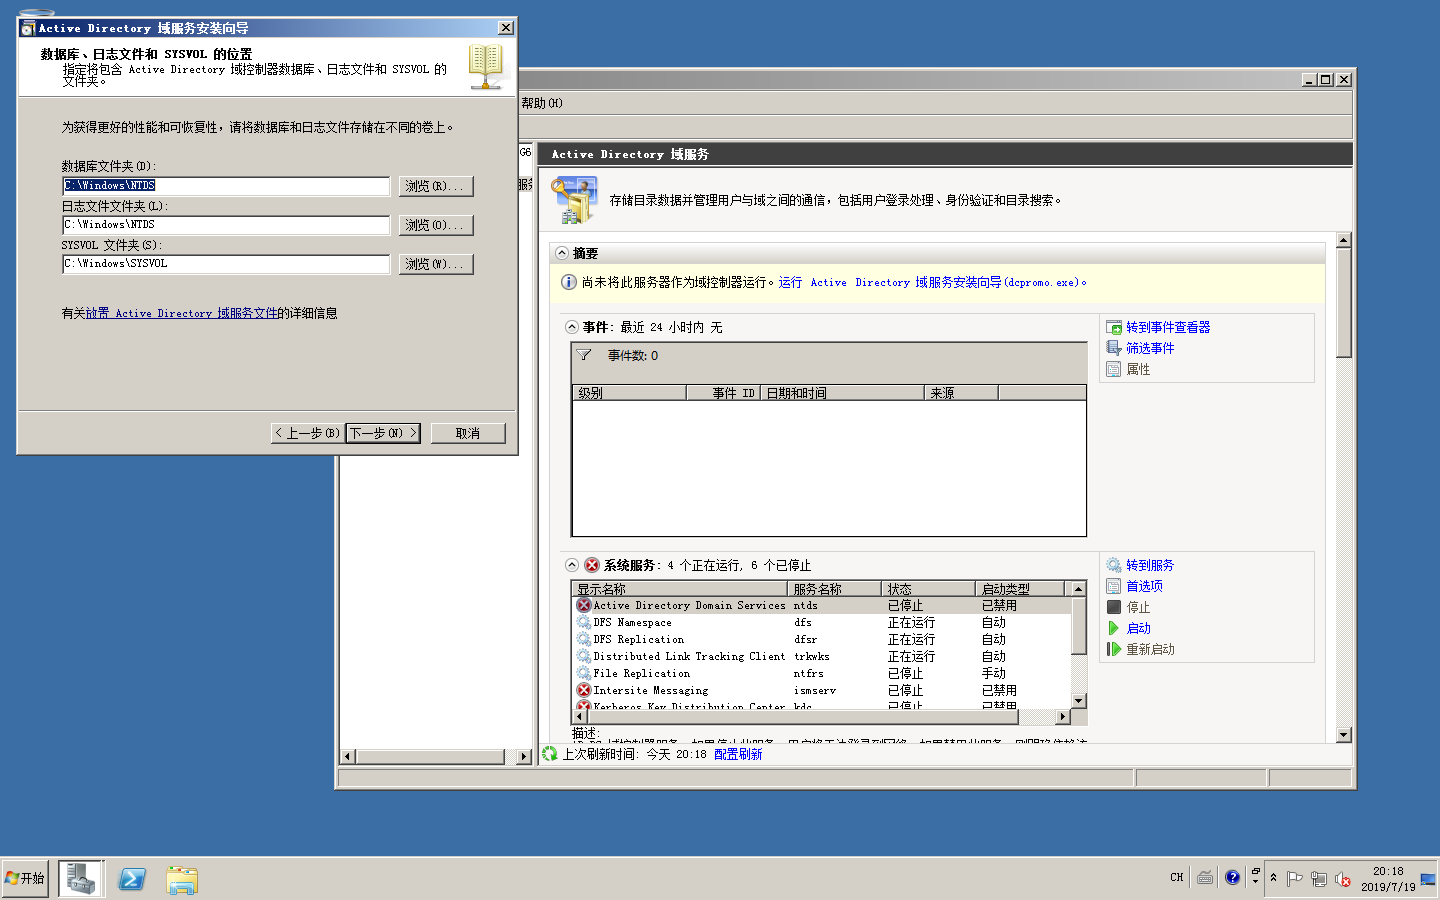 Active Directory 域服务安装向导
数据库、日志文件和 SYSVOL 的位置
指定将包含 Active Directory 域控制器数据库、日志文件和 SYSVOL 的
文件夹。
为获得更好的性能和可恢复性，请将数据库和日志文件存储在不同的卷上。
数据库文件夹(D):
C:\Windows\NTDS
浏览(R)...
日志文件文件夹(L):
C:\Windows\NTDS
浏览(O)...
SYSVOL 文件夹(S):
C:\Windows\SYSVOL
浏览(W)...
有关放置 Active Directory 域服务文件的详细信息
< 上一步(B)
下一步(N) >
取消
帮助(H)
G6
服
Active Directory 域服务
存储目录数据并管理用户与域之间的通信，包括用户登录处理、身份验证和目录搜索。
摘要
尚未将此服务器作为域控制器运行。运行 Active Directory 域服务安装向导(dcpromo.exe)。
事件: 最近 24 小时内 无
事件数: 0
级别 事件 ID 日期和时间 来源
转到事件查看器
筛选事件
属性
系统服务: 4 个正在运行, 6 个已停止
显示名称 服务名称 状态 启动类型
Active Directory Domain Services ntds 已停止 已禁用
DFS Namespace dfs 正在运行 自动
DFS Replication dfsr 正在运行 自动
Distributed Link Tracking Client trkwks 正在运行 自动
File Replication ntfrs 已停止 手动
Intersite Messaging ismserv 已停止 已禁用
Kerberos Key Distribution Center kdc 已停止 已禁用
转到服务
首选项
停止
启动
重新启动
描述:
上次刷新时间: 今天 20:18 配置刷新
开始
CH
20:18
2019/7/19